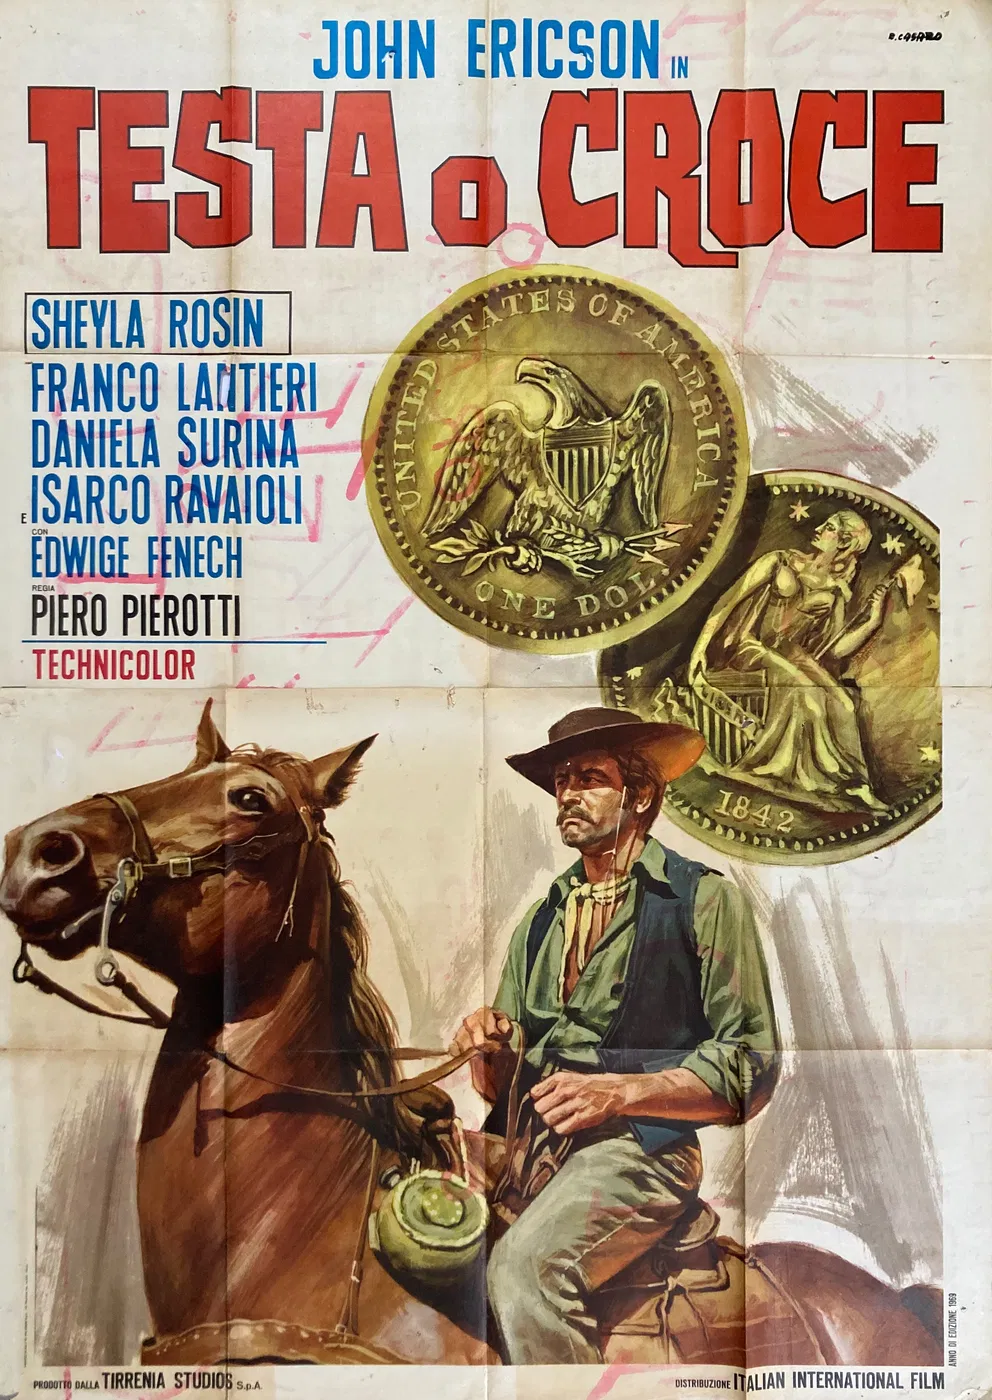 R. CASARO
JOHN ERICSON IN
TESTA O CROCE
SHEYLA ROSIN
FRANCO LANTIERI
DANIELA SURINA
E ISARCO RAVAIOLI
CON
EDWIGE FENECH
REGIA
PIERO PIEROTTI
TECHNICOLOR
UNITED STATES OF AMERICA
ONE DOL.
LIBERTY
1842
ANNO DI EDIZIONE 1969
PRODOTTO DALLA TIRRENIA STUDIOS S.p.A.
DISTRIBUZIONE ITALIAN INTERNATIONAL FILM